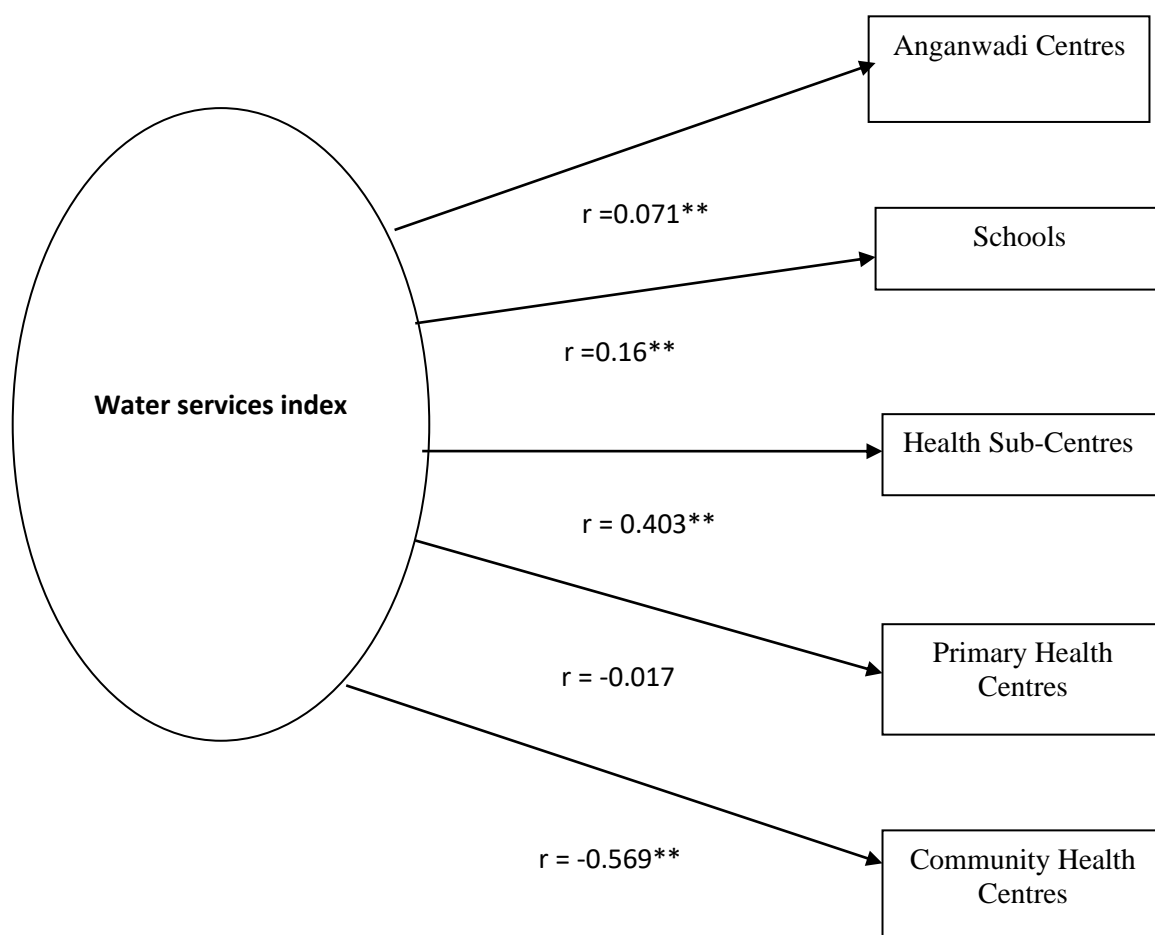 Anganwadi Centres
r =0.071**
Schools
r =0.16**
Water services index
Health Sub-Centres
r = 0.403**
Primary Health
Centres
r = -0.017
r = -0.569**
Community Health
Centres